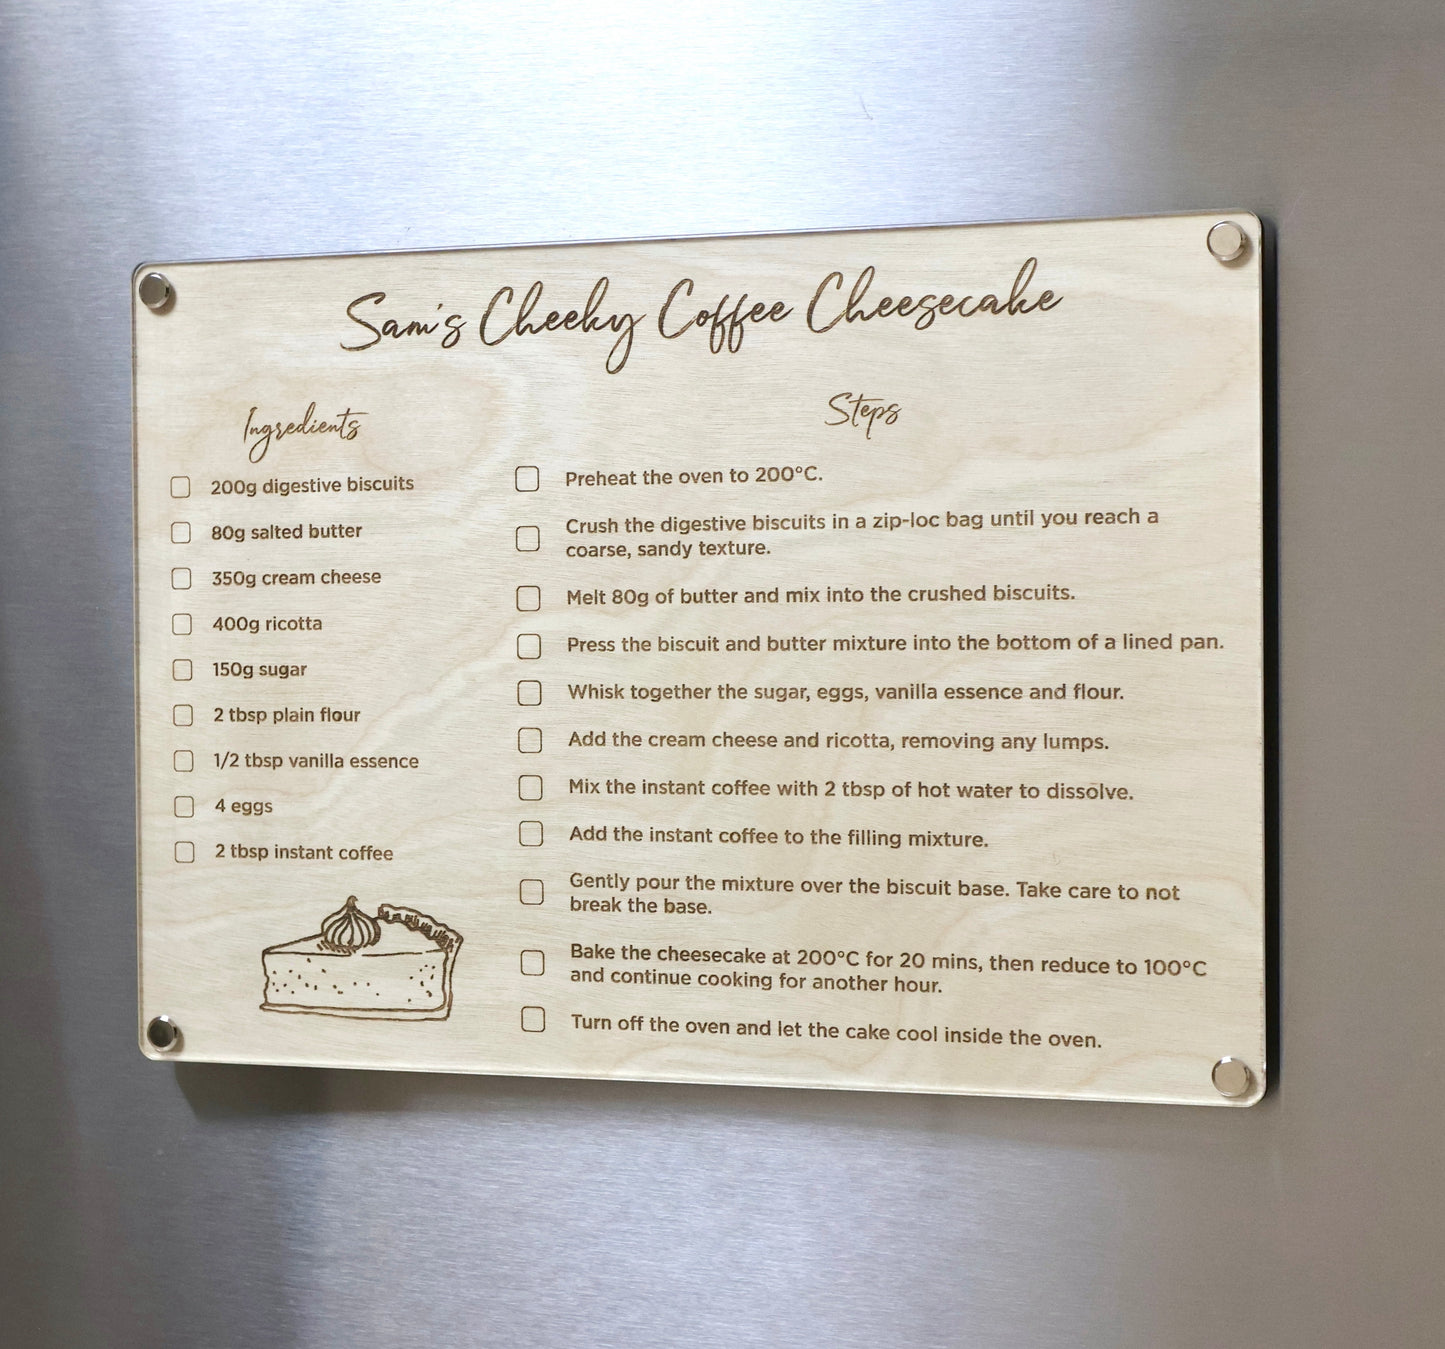 Sam's Cheeky Coffee Cheesecake
Ingredients
200g digestive biscuits
80g salted butter
350g cream cheese
400g ricotta
150g sugar
2 tbsp plain flour
1/2 tbsp vanilla essence
4 eggs
2 tbsp instant coffee
Steps
Preheat the oven to 200°C.
Crush the digestive biscuits in a zip-loc bag until you reach a
coarse, sandy texture.
Melt 80g of butter and mix into the crushed biscuits.
Press the biscuit and butter mixture into the bottom of a lined pan.
Whisk together the sugar, eggs, vanilla essence and flour.
Add the cream cheese and ricotta, removing any lumps.
Mix the instant coffee with 2 tbsp of hot water to dissolve.
Add the instant coffee to the filling mixture.
Gently pour the mixture over the biscuit base. Take care to not
break the base.
Bake the cheesecake at 200°C for 20 mins, then reduce to 100°C
and continue cooking for another hour.
Turn off the oven and let the cake cool inside the oven.